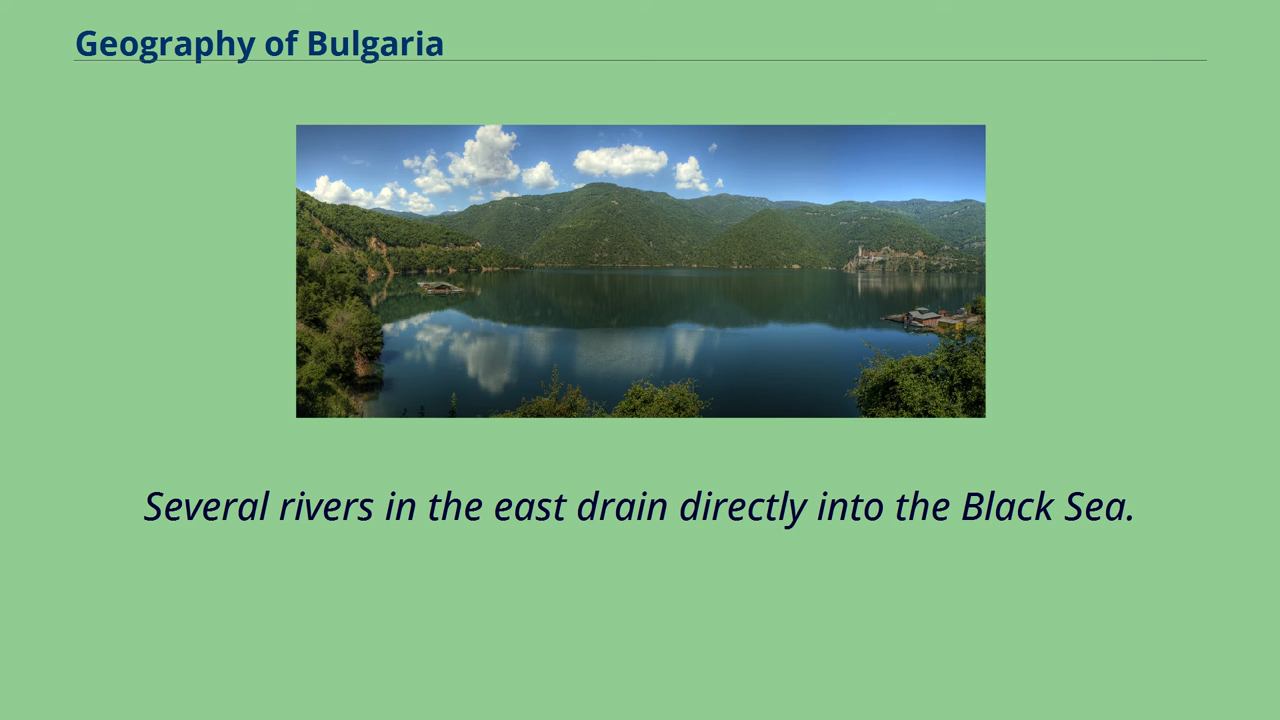 Geography of Bulgaria
Several rivers in the east drain directly into the Black Sea.